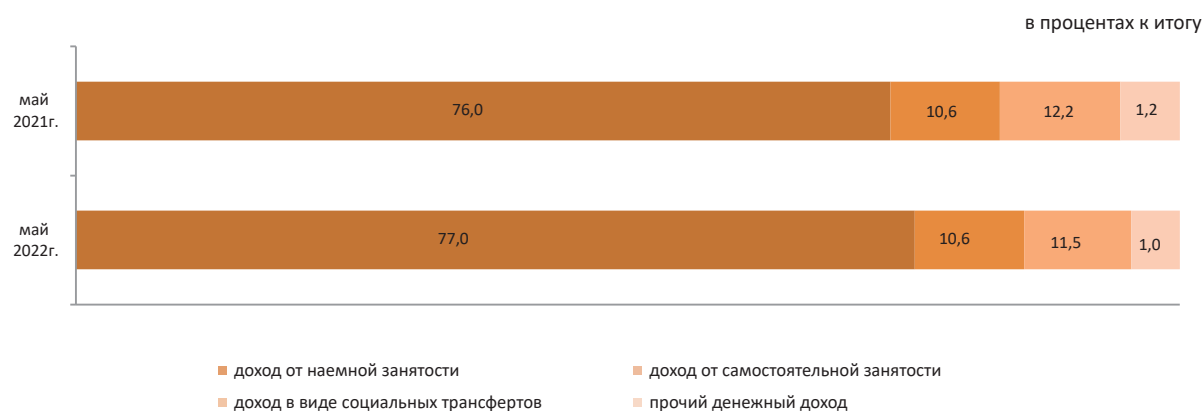 в процентах к итогу
май
2021г.
76,0
10,6
12,2
1,2
май
2022г.
77,0
10,6
11,5
1,0
доход от наемной занятости
доход от самостоятельной занятости
доход в виде социальных трансфертов
прочий денежный доход